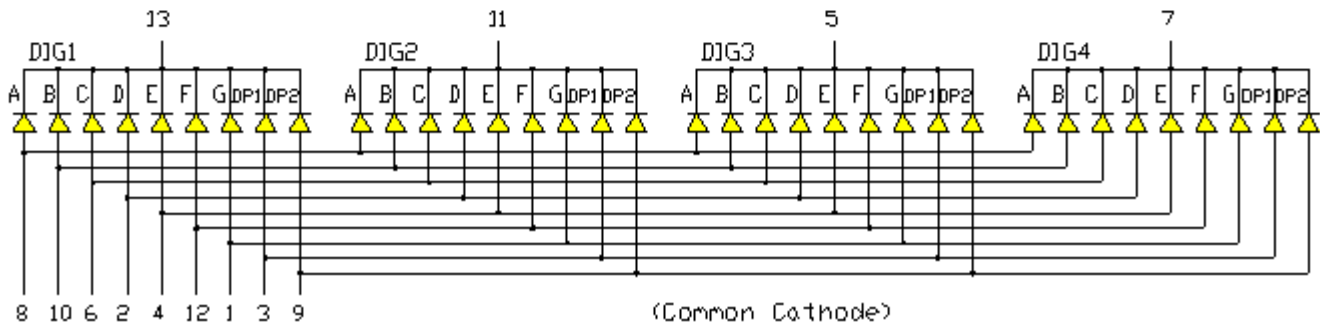 13 11 5 7
DIG1 DIG2 DIG3 DIG4
A B C D E F G DP1 DP2 A B C D E F G DP1 DP2 A B C D E F G DP1 DP2 A B C D E F G DP1 DP2
8 10 6 2 4 12 1 3 9 (Common Cathode)